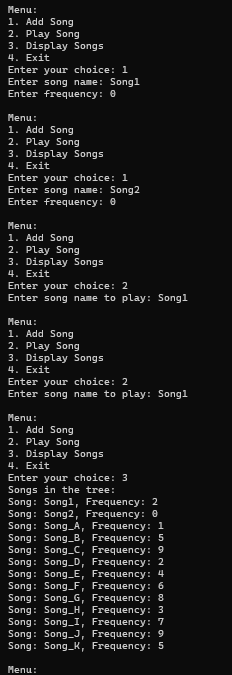 Menu:
1. Add Song
2. Play Song
3. Display Songs
4. Exit
Enter your choice: 1
Enter song name: Song1
Enter frequency: 0

Menu:
1. Add Song
2. Play Song
3. Display Songs
4. Exit
Enter your choice: 1
Enter song name: Song2
Enter frequency: 0

Menu:
1. Add Song
2. Play Song
3. Display Songs
4. Exit
Enter your choice: 2
Enter song name to play: Song1

Menu:
1. Add Song
2. Play Song
3. Display Songs
4. Exit
Enter your choice: 2
Enter song name to play: Song1

Menu:
1. Add Song
2. Play Song
3. Display Songs
4. Exit
Enter your choice: 3
Songs in the tree:
Song: Song1, Frequency: 2
Song: Song2, Frequency: 0
Song: Song_A, Frequency: 1
Song: Song_B, Frequency: 5
Song: Song_C, Frequency: 9
Song: Song_D, Frequency: 2
Song: Song_E, Frequency: 4
Song: Song_F, Frequency: 6
Song: Song_G, Frequency: 8
Song: Song_H, Frequency: 3
Song: Song_I, Frequency: 7
Song: Song_J, Frequency: 9
Song: Song_K, Frequency: 5

Menu: